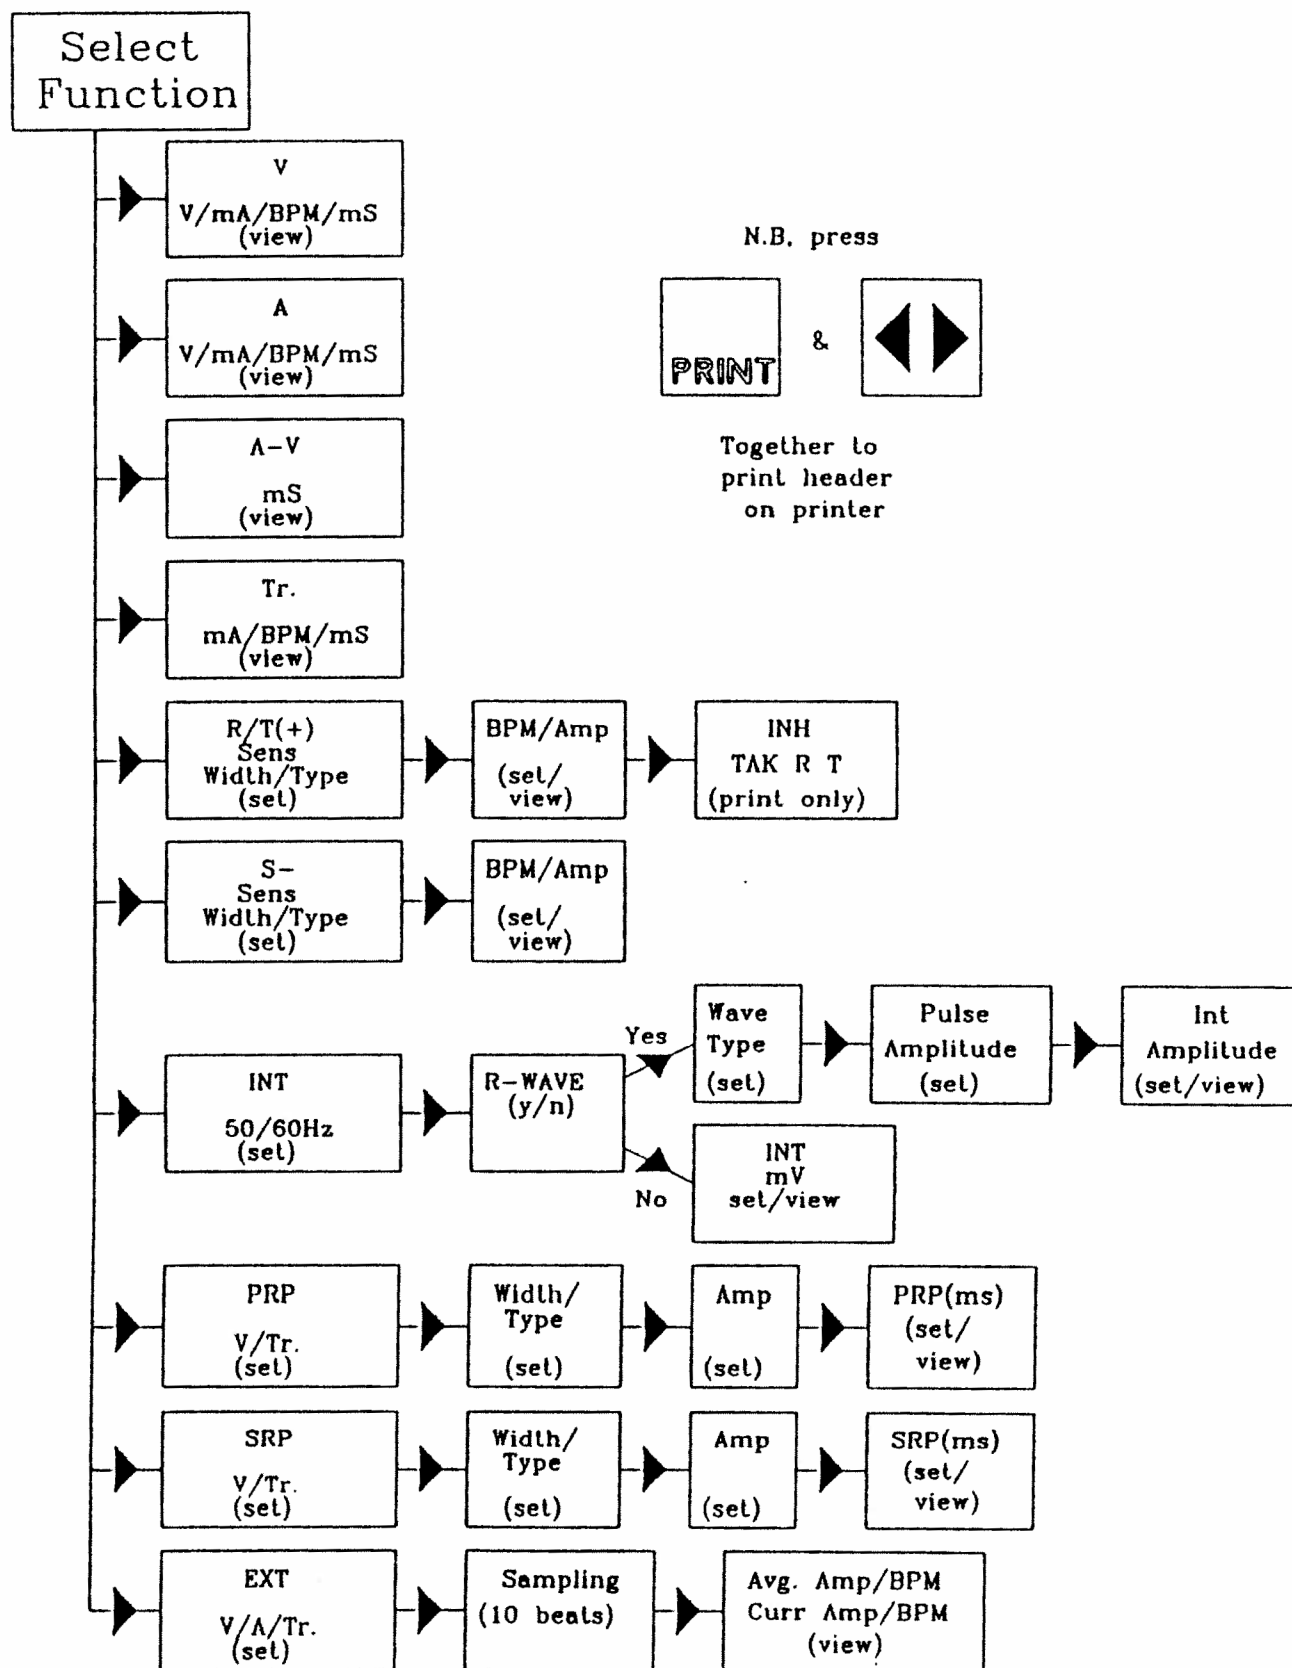 Select
Function
V
V/mA/BPM/mS
(view)
A
V/mA/BPM/mS
(view)
A-V
mS
(view)
Tr.
mA/BPM/mS
(view)
N.B. press
PRINT
&
Together to
print header
on printer
R/T(+)
Sens
Width/Type
(set)
BPM/Amp
(set/
view)
INH
TAK R T
(print only)
S-
Sens
Width/Type
(set)
BPM/Amp
(set/
view)
INT
50/60Hz
(set)
R-WAVE
(y/n)
Yes
Wave
Type
(set)
Pulse
Amplitude
(set)
Int
Amplitude
(set/view)
No
INT
mV
set/view
PRP
V/Tr.
(set)
Width/
Type
(set)
Amp
(set)
PRP(ms)
(set/
view)
SRP
V/Tr.
(set)
Width/
Type
(set)
Amp
(set)
SRP(ms)
(set/
view)
EXT
V/A/Tr.
(set)
Sampling
(10 beats)
Avg. Amp/BPM
Curr Amp/BPM
(view)